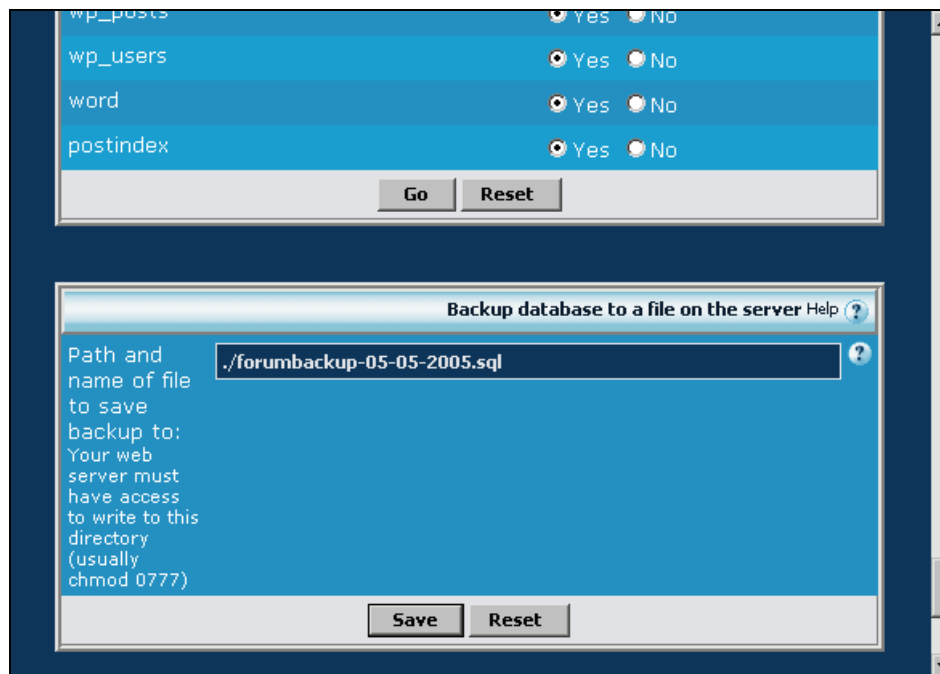 wp_posts Yes No
wp_users Yes No
word Yes No
postindex Yes No
Go Reset
Backup database to a file on the server Help ?
Path and
name of file
to save
backup to:
Your web
server must
have access
to write to this
directory
(usually
chmod 0777)
./forumbackup-05-05-2005.sql ?
Save Reset